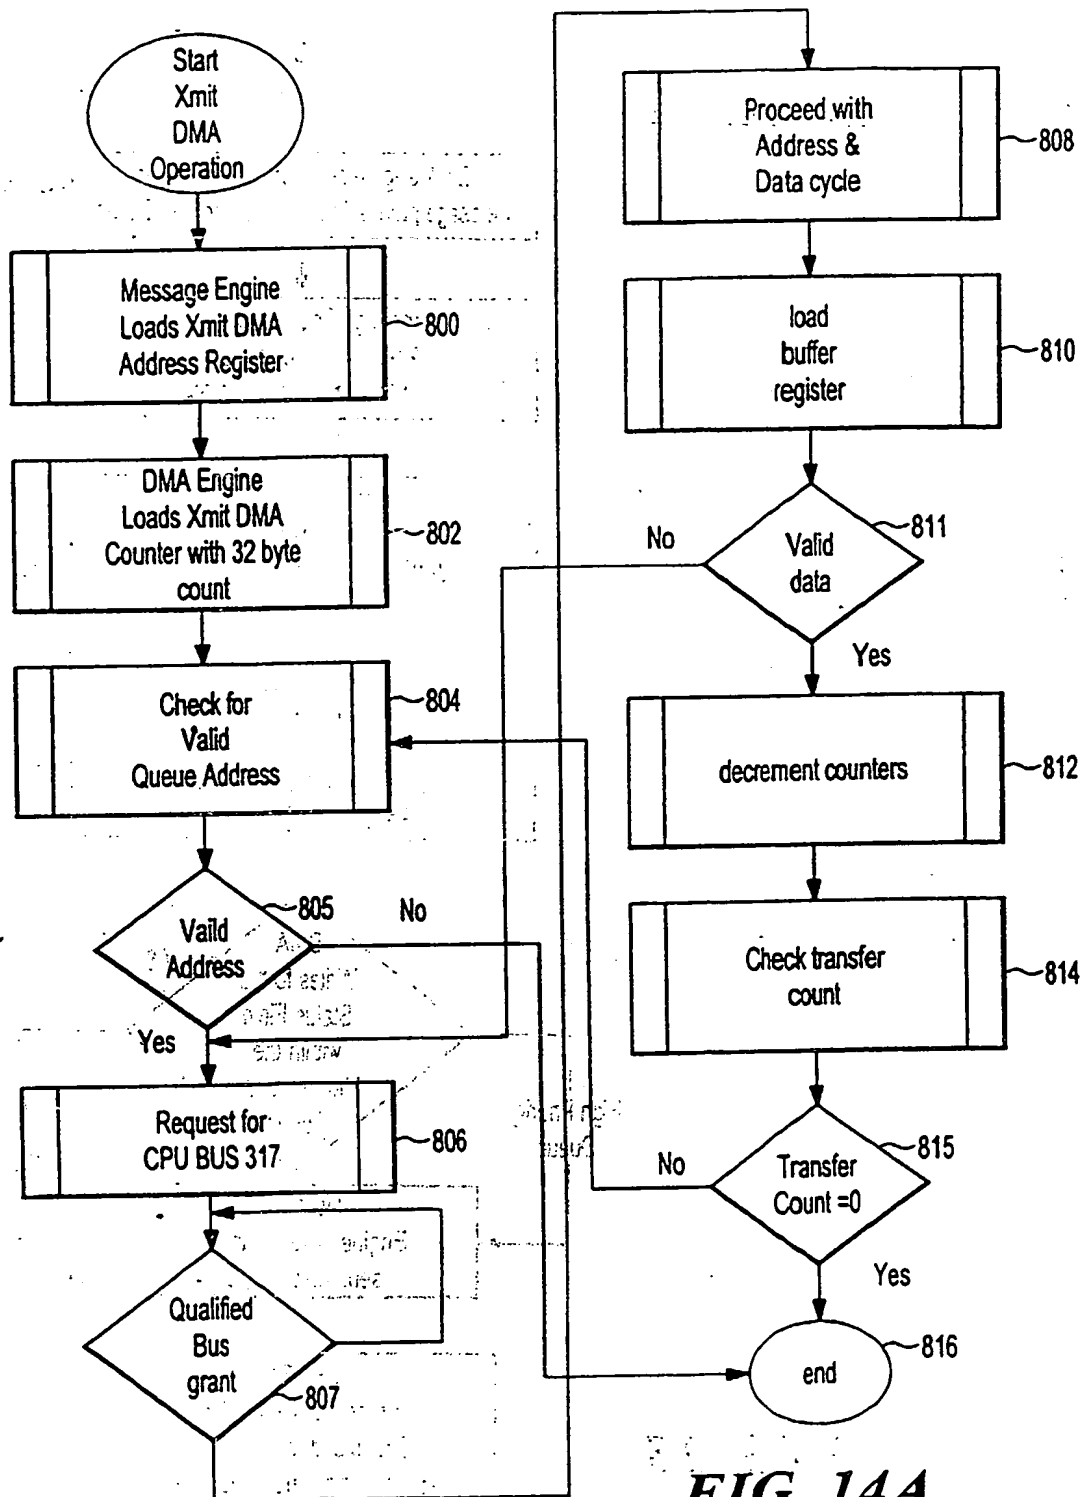 Start
Xmit
DMA
Operation
Message Engine
Loads Xmit DMA
Address Register
800
DMA Engine
Loads Xmit DMA
Counter with 32 byte
count
802
Check for
Valid
Queue Address
804
Vaild
Address
805
No
Yes
Request for
CPU BUS 317
806
Qualified
Bus
grant
807
Proceed with
Address &
Data cycle
808
load
buffer
register
810
Valid
data
811
No
Yes
decrement counters
812
Check transfer
count
814
Transfer
Count =0
815
No
Yes
end
816
FIG. 14A